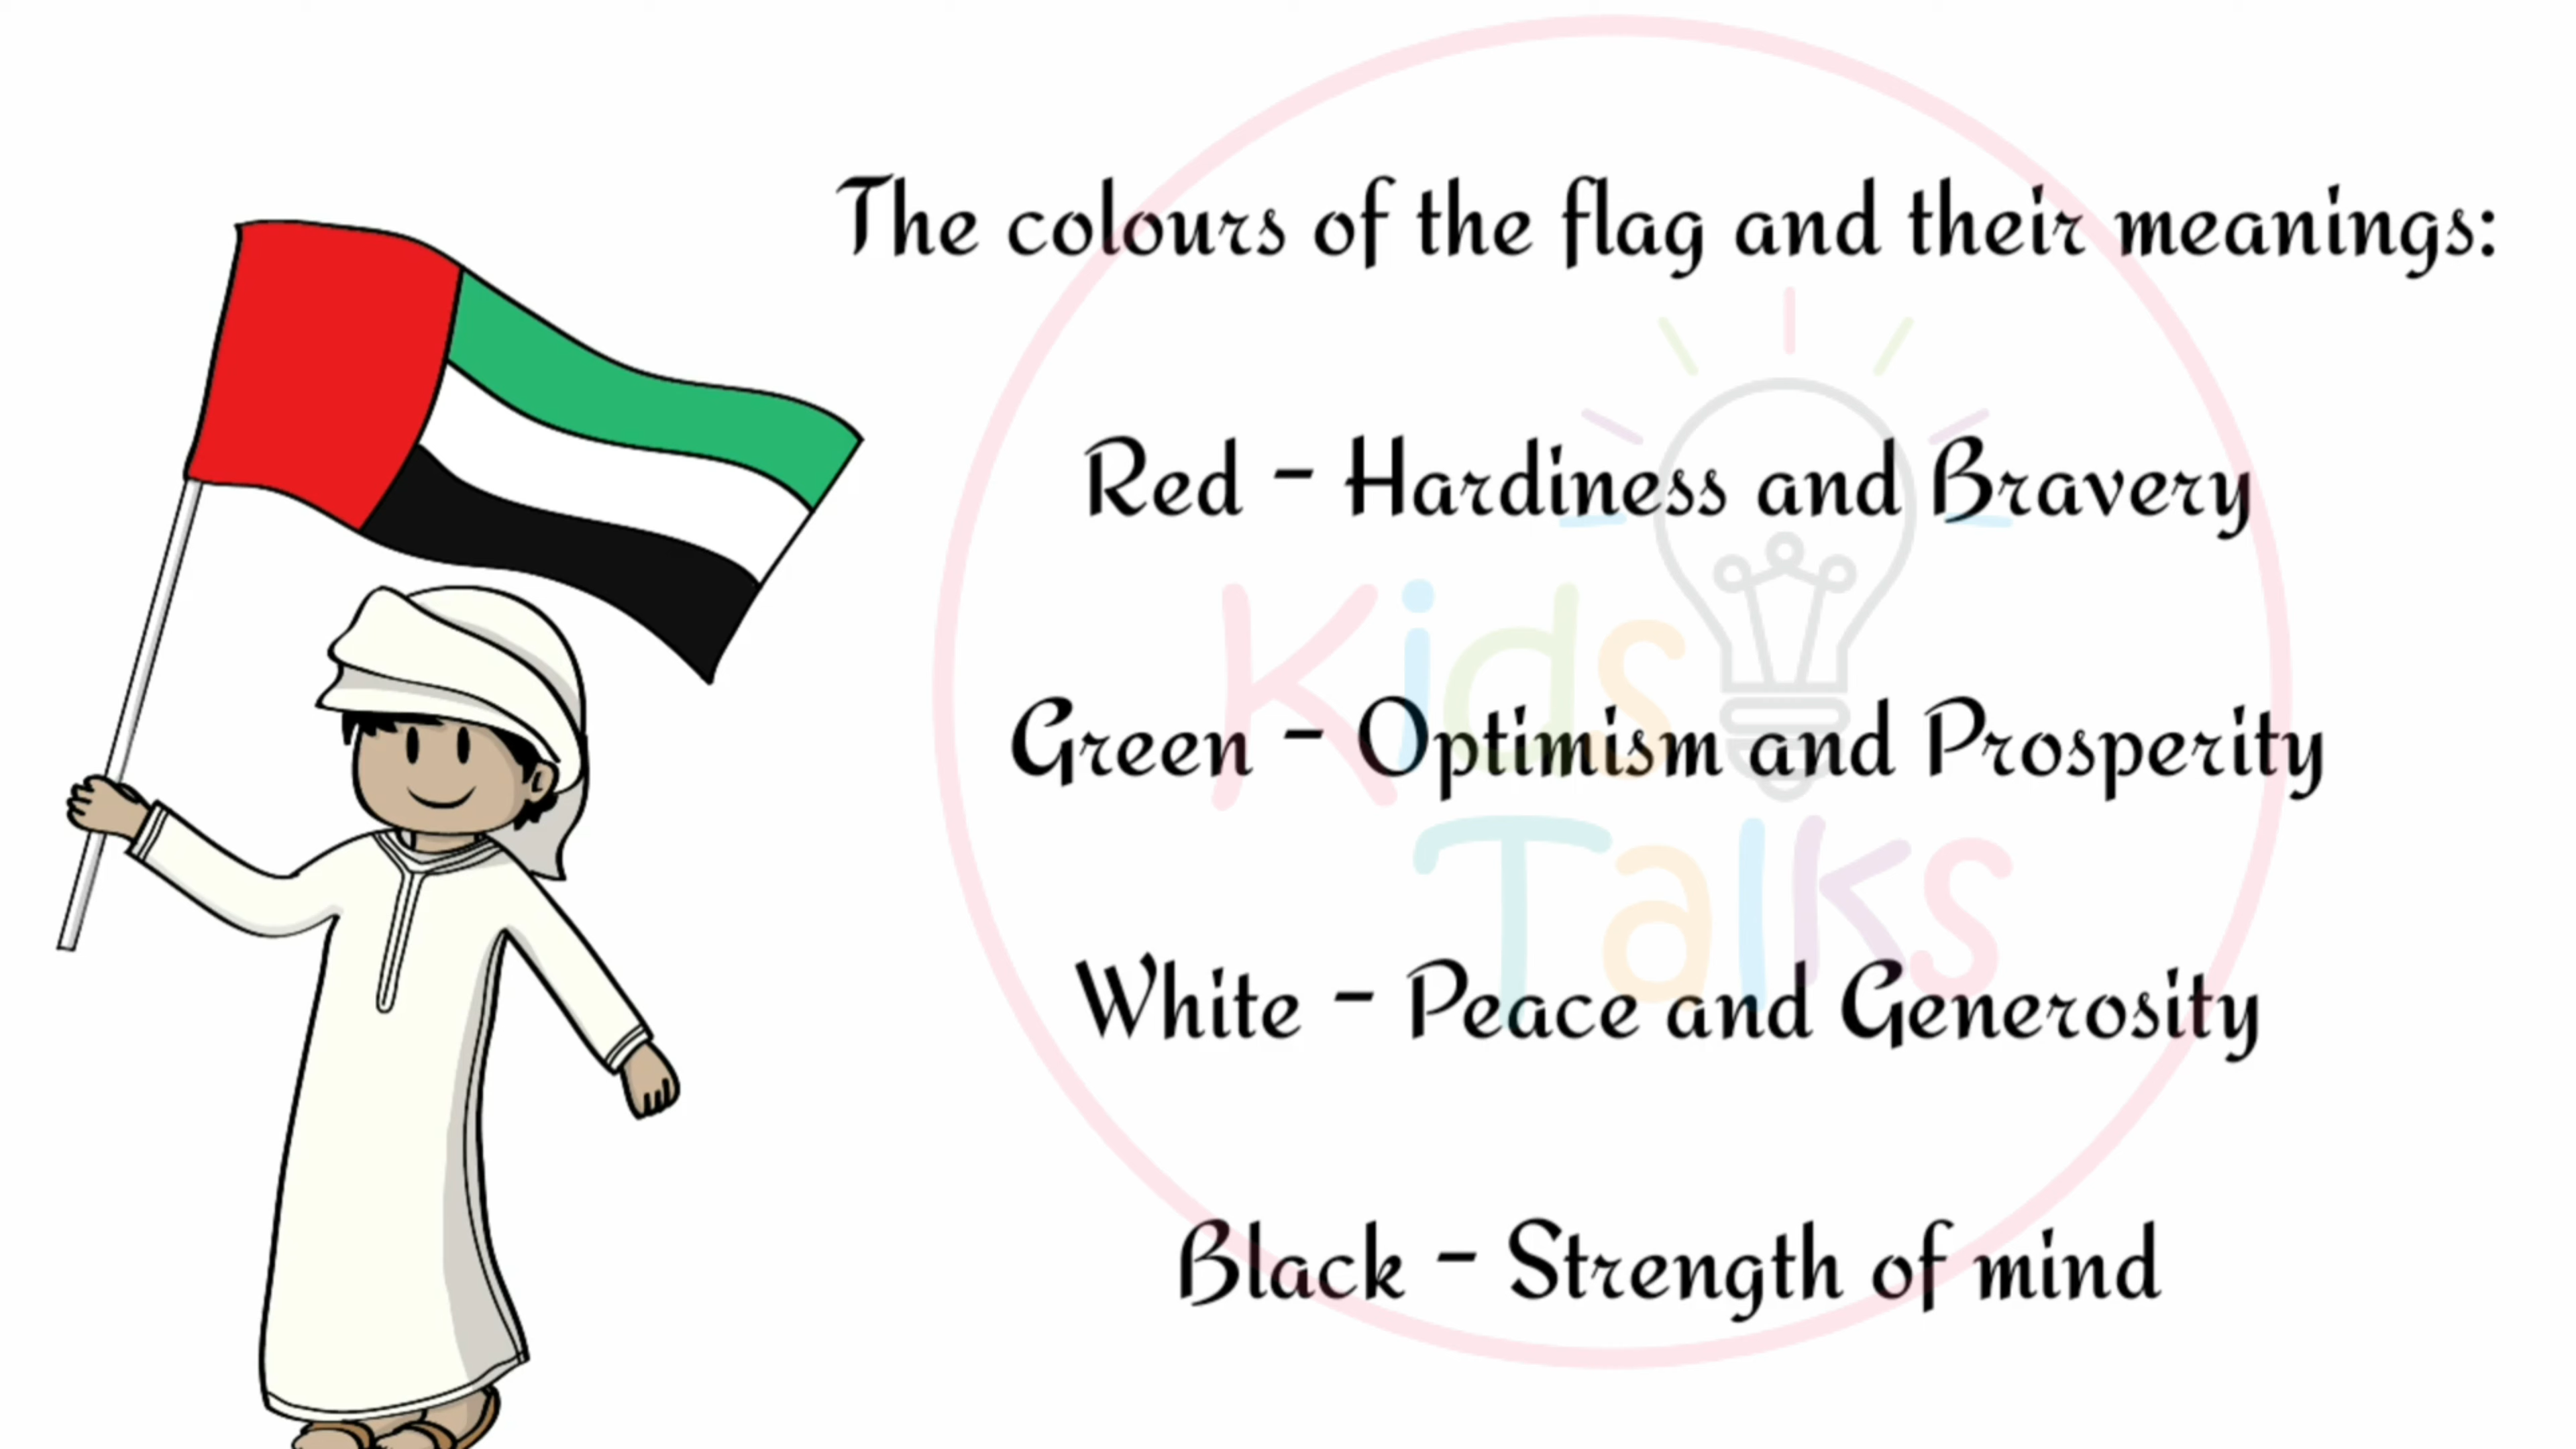 The colours of the flag and their meanings:
Red - Hardiness and Bravery
Green - Optimism and Prosperity
White - Peace and Generosity
Black - Strength of mind
Kids
Talks